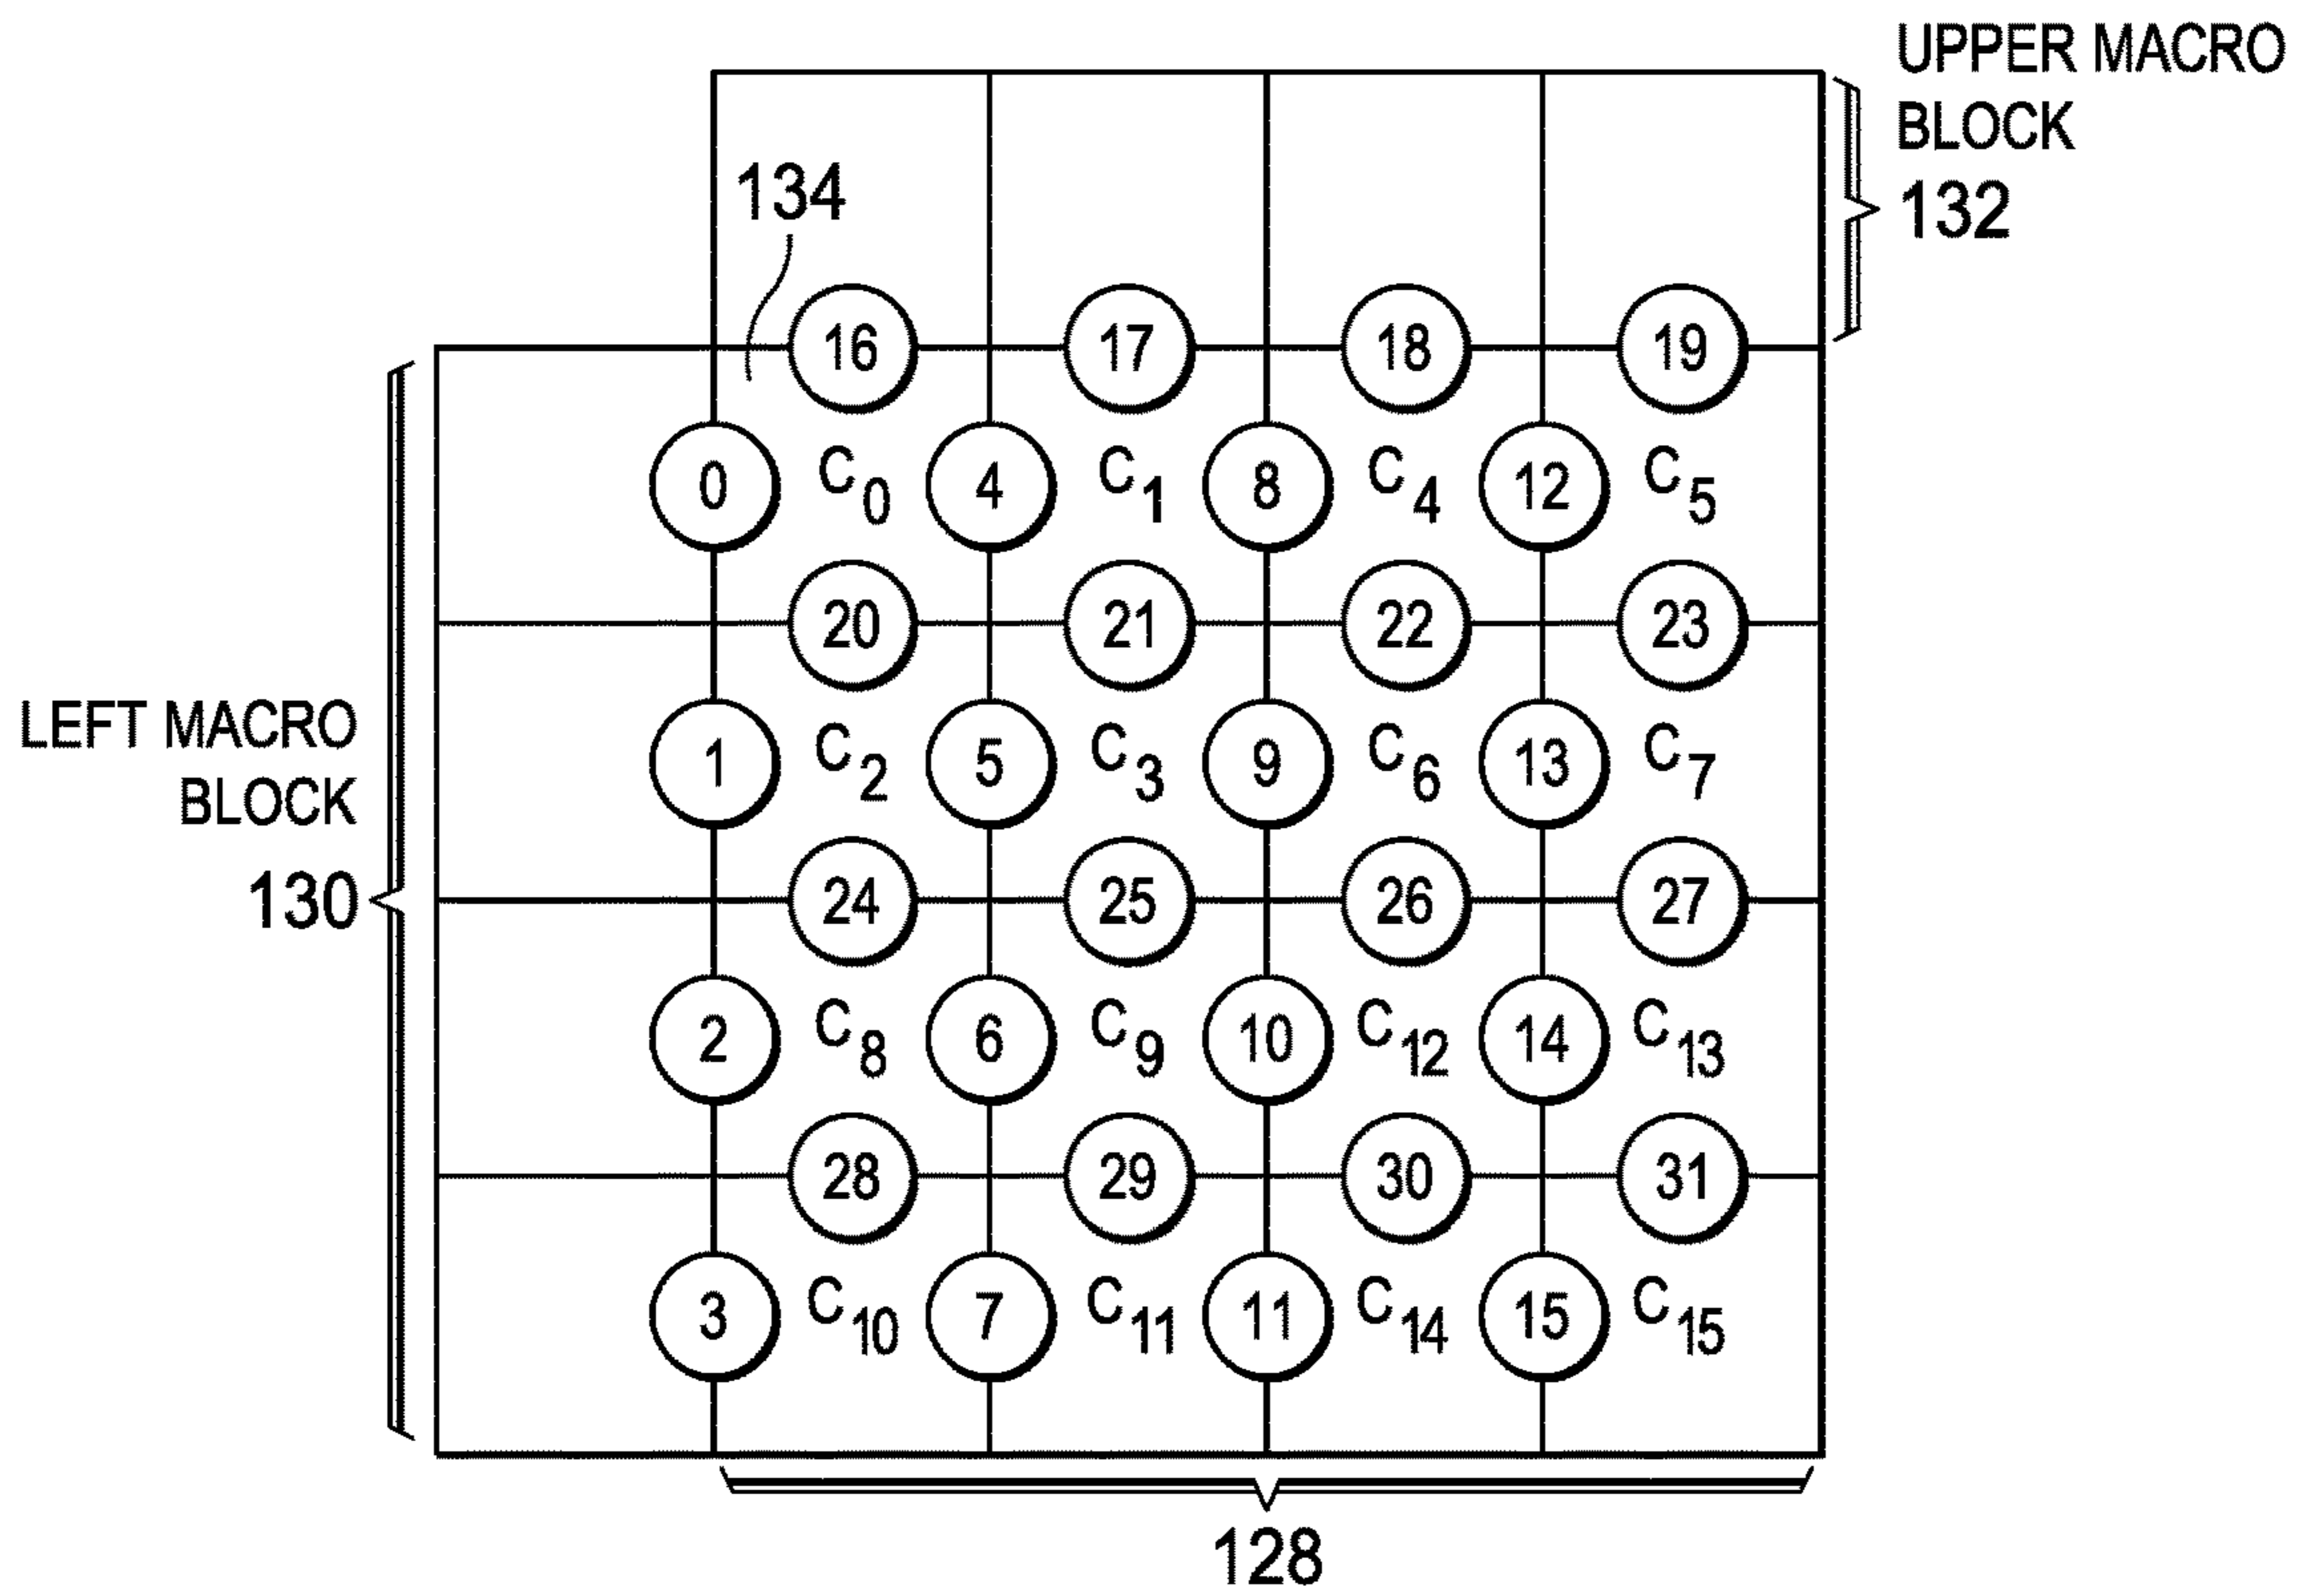 UPPER MACRO
BLOCK
132
134
16 17 18 19
0 C0 4 C1 8 C4 12 C5
20 21 22 23
LEFT MACRO
BLOCK
130
1 C2 5 C3 9 C6 13 C7
24 25 26 27
2 C8 6 C9 10 C12 14 C13
28 29 30 31
3 C10 7 C11 11 C14 15 C15
128